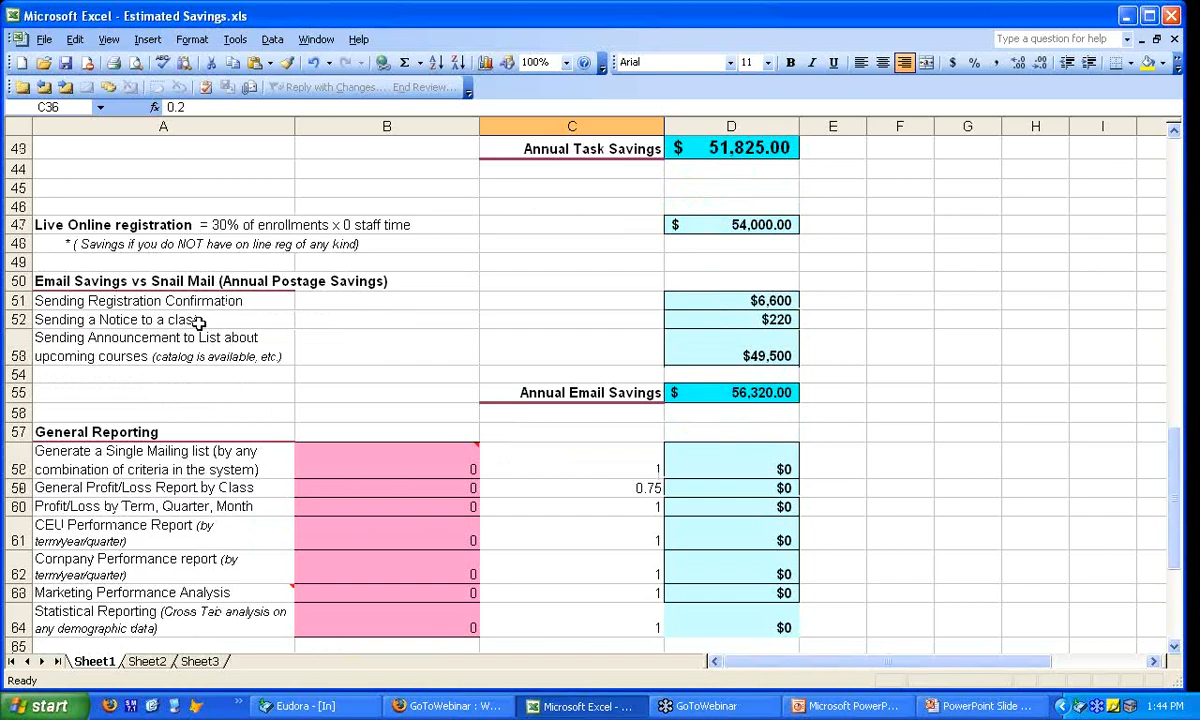 Microsoft Excel - Estimated Savings.xls
File Edit View Insert Format Tools Data Window Help Type a question for help
100% Arial 11 B I U $ % ,
Reply with Changes... End Review...
C36 fx 0.2
A B C D E F G H I
43 Annual Task Savings $ 51,825.00
44
45
46
47 Live Online registration = 30% of enrollments x 0 staff time $ 54,000.00
48 * ( Savings if you do NOT have on line reg of any kind)
49
50 Email Savings vs Snail Mail (Annual Postage Savings)
51 Sending Registration Confirmation $6,600
52 Sending a Notice to a class $220
Sending Announcement to List about
53 upcoming courses (catalog is available, etc.) $49,500
54
55 Annual Email Savings $ 56,320.00
56
57 General Reporting
Generate a Single Mailing list (by any
58 combination of criteria in the system) 0 1 $0
59 General Profit/Loss Report by Class 0 0.75 $0
60 Profit/Loss by Term, Quarter, Month 0 1 $0
CEU Performance Report (by
61 term/year/quarter) 0 1 $0
Company Performance report (by
62 term/year/quarter) 0 1 $0
63 Marketing Performance Analysis 0 1 $0
Statistical Reporting (Cross Tab analysis on
64 any demographic data) 0 1 $0
65
Sheet1 Sheet2 Sheet3
Ready
start Eudora - [In] GoToWebinar : W... Microsoft Excel - ... GoToWebinar Microsoft PowerP... PowerPoint Slide ... 1:44 PM